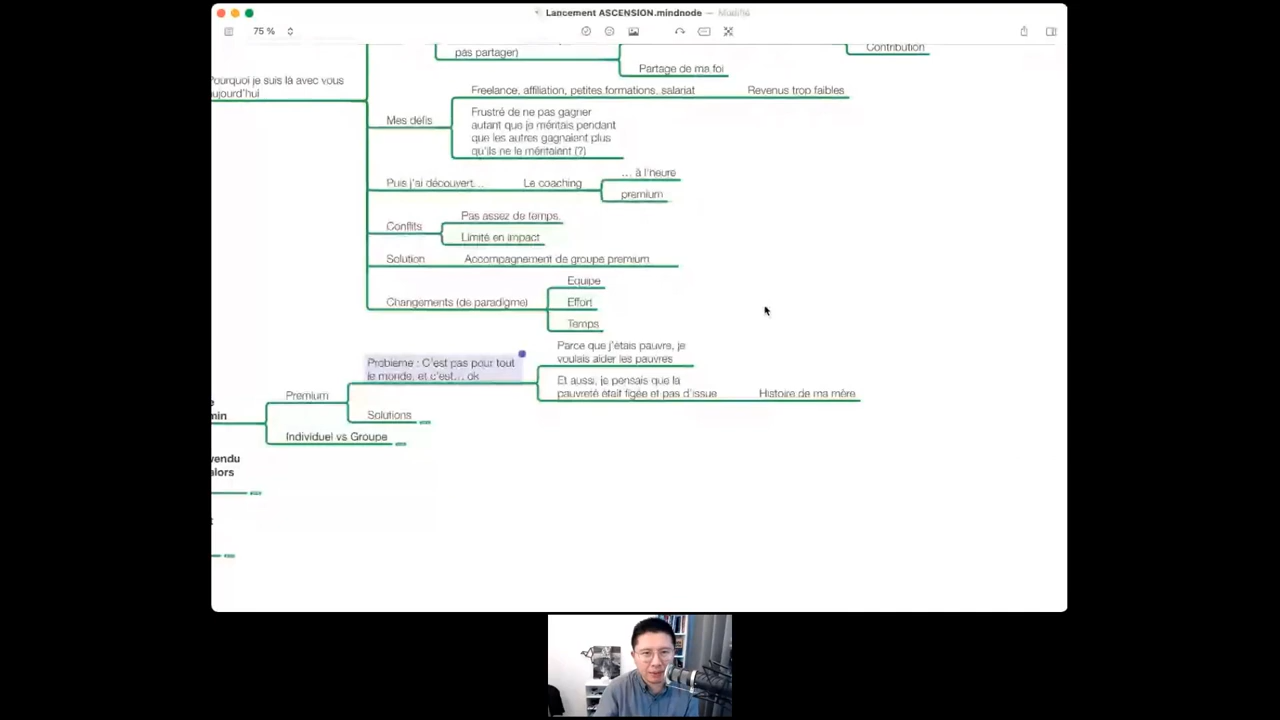 Lancement ASCENSION.mindnode — Modifié
75 %
pas partager)
Contribution
Partage de ma foi
Pourquoi je suis là avec vous
ujourd'hui
Freelance, affiliation, petites formations, salariat
Revenus trop faibles
Mes défis
Frustré de ne pas gagner
autant que je méritais pendant
que les autres gagnaient plus
qu'ils ne le méritaient (?)
Puis j'ai découvert…
Le coaching
… à l'heure
premium
Conflits
Pas assez de temps.
Limité en impact
Solution
Accompagnement de groupe premium
Changements (de paradigme)
Equipe
Effort
Temps
Problème : C'est pas pour tout
le monde, et c'est… ok
Parce que j'étais pauvre, je
voulais aider les pauvres
Et aussi, je pensais que la
pauvreté était figée et pas d'issue
Histoire de ma mère
Premium
min
Solutions
Individuel vs Groupe
vendu
alors